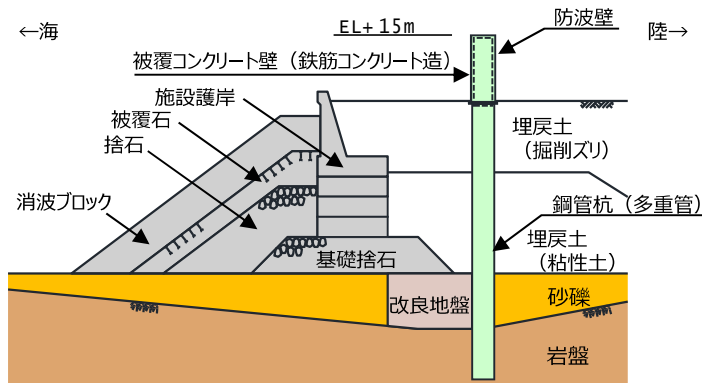 ←海
EL+15m
防波壁
陸→
被覆コンクリート壁（鉄筋コンクリート造）
施設護岸
被覆石
捨石
埋戻土
（掘削ズリ）
消波ブロック
鋼管杭（多重管）
埋戻土
（粘性土）
基礎捨石
改良地盤
砂礫
岩盤